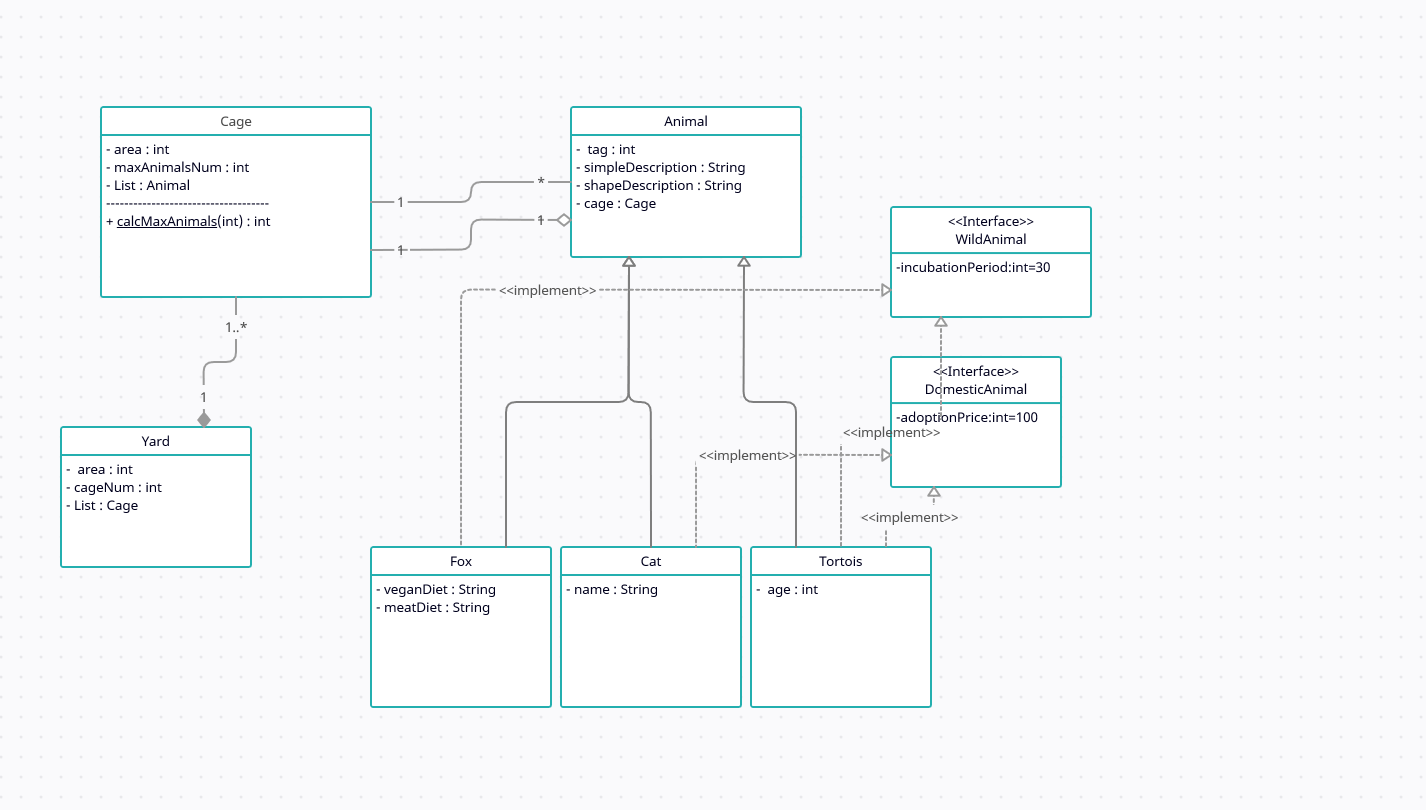 Cage
- area : int
- maxAnimalsNum : int
- List : Animal
------------------------------------
+ calcMaxAnimals(int) : int
Animal
-  tag : int
- simpleDescription : String
- shapeDescription : String
- cage : Cage
1
*
1
1
<<Interface>>
WildAnimal
-incubationPeriod:int=30
<<implement>>
1..*
1
<<Interface>>
DomesticAnimal
-adoptionPrice:int=100
<<implement>>
<<implement>>
<<implement>>
Yard
-  area : int
- cageNum : int
- List : Cage
Fox
- veganDiet : String
- meatDiet : String
Cat
- name : String
Tortois
-  age : int